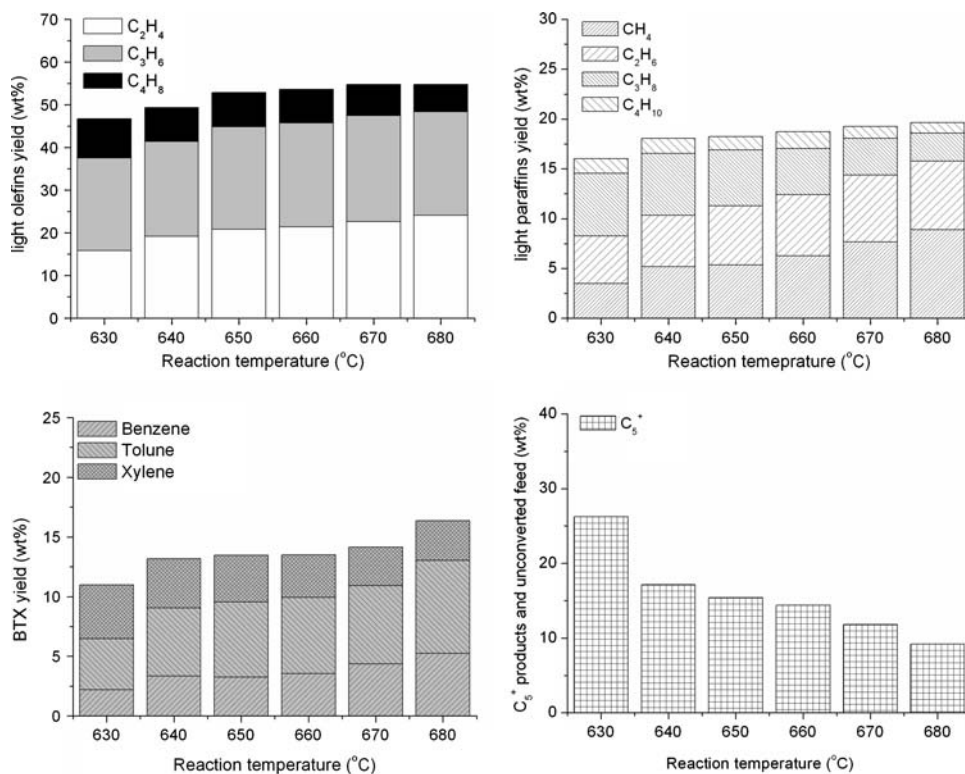 70
60
50
40
30
20
10
0
light olefins yield (wt%)
C₂H₄
C₃H₆
C₄H₈
630 640 650 660 670 680
Reaction temperature (°C)
30
27
24
20
15
10
5
0
light paraffins yield (wt%)
CH₄
C₂H₆
C₃H₈
C₄H₁₀
630 640 650 660 670 680
Reaction temeprature (°C)
25
20
15
10
5
0
BTX yield (wt%)
Benzene
Tolune
Xylene
630 640 650 660 670 680
Reaction temperature (°C)
40
30
20
10
0
C₅⁺ products and unconverted feed (wt%)
C₅⁺
630 640 650 660 670 680
Reaction temperature (°C)